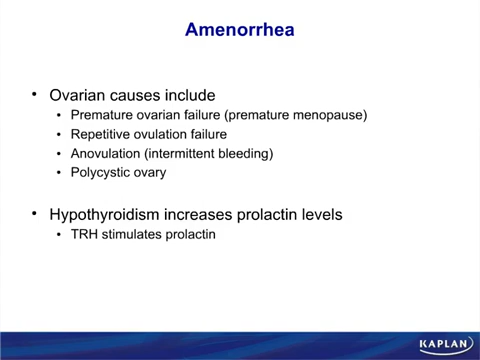 Amenorrhea
• Ovarian causes include
• Premature ovarian failure (premature menopause)
• Repetitive ovulation failure
• Anovulation (intermittent bleeding)
• Polycystic ovary
• Hypothyroidism increases prolactin levels
• TRH stimulates prolactin
KAPLAN